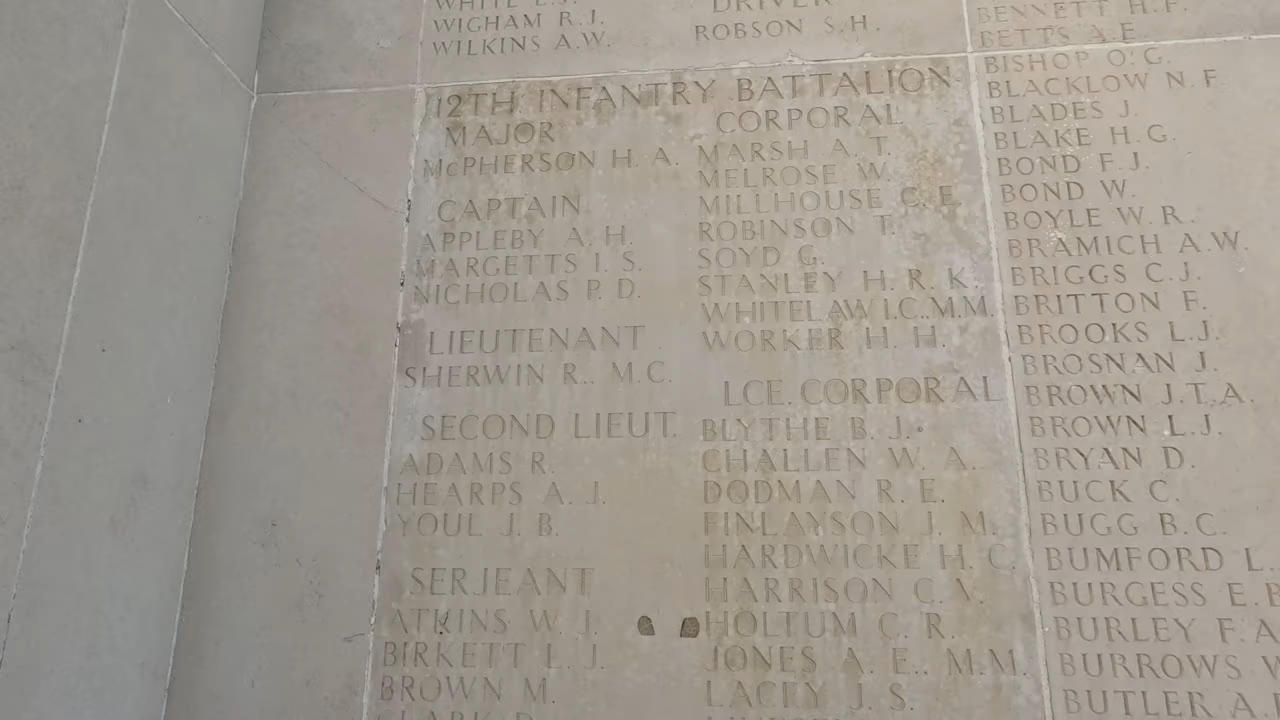 WHITE E.S.
WIGHAM R.J.
WILKINS A.W.
DRIVER
ROBSON S.H.
12TH INFANTRY BATTALION
MAJOR
McPHERSON H. A.
CAPTAIN
APPLEBY A. H.
MARGETTS I. S.
NICHOLAS P. D.
LIEUTENANT
SHERWIN R., M.C.
SECOND LIEUT.
ADAMS R.
HEARPS A. J.
YOUL J. B.
SERJEANT
ATKINS W. J.
BIRKETT L. J.
BROWN M.
CLARK
CORPORAL
MARSH A. T.
MELROSE W.
MILLHOUSE C. E.
ROBINSON T.
SOYD G.
STANLEY H. R. K.
WHITELAW I.C., M.M.
WORKER H. H.
LCE. CORPORAL
BLYTHE B. J.
CHALLEN W. A.
DODMAN R. E.
FINLAYSON J. M.
HARDWICKE H. C.
HARRISON C. V.
HOLTUM C. R.
JONES A. E., M.M.
LACEY J. S.
BENNETT H.F.
BETTS A.E.
BISHOP O. G.
BLACKLOW N. F.
BLADES J.
BLAKE H. G.
BOND F. J.
BOND W.
BOYLE W. R.
BRAMICH A.W.
BRIGGS C.J.
BRITTON F.
BROOKS L.J.
BROSNAN J.
BROWN J.T.A.
BROWN L.J.
BRYAN D.
BUCK C.
BUGG B.C.
BUMFORD L.
BURGESS E.B
BURLEY F.A
BURROWS W
BUTLER A.